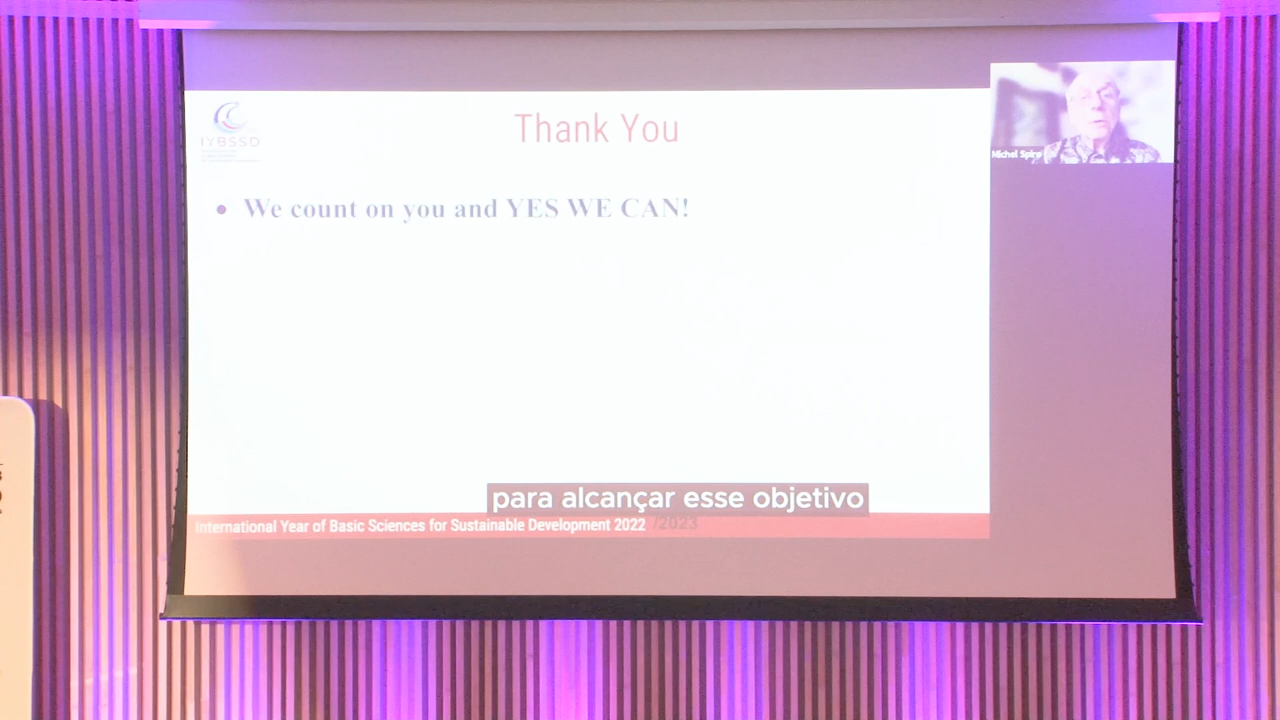 IYBSSD
Thank You
Michel Spiro
• We count on you and YES WE CAN!
para alcançar esse objetivo
International Year of Basic Sciences for Sustainable Development 2022 /2023